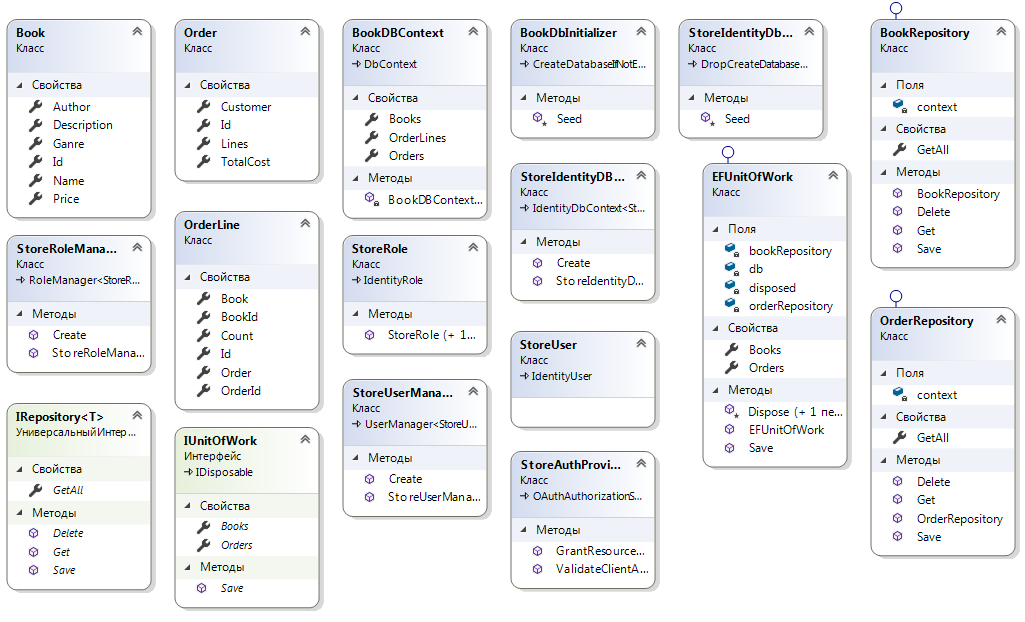 Book
Класс
Свойства
Author
Description
Ganre
Id
Name
Price
StoreRoleMana...
Класс
RoleManager<StoreR...
Методы
Create
StoreRoleMana...
IRepository<T>
УниверсальныйИнтер...
Свойства
GetAll
Методы
Delete
Get
Save
Order
Класс
Свойства
Customer
Id
Lines
TotalCost
OrderLine
Класс
Свойства
Book
BookId
Count
Id
Order
OrderId
IUnitOfWork
Интерфейс
IDisposable
Свойства
Books
Orders
Методы
Save
BookDBContext
Класс
DbContext
Свойства
Books
OrderLines
Orders
Методы
BookDBContext...
StoreRole
Класс
IdentityRole
Методы
StoreRole (+ 1...
StoreUserMana...
Класс
UserManager<StoreU...
Методы
Create
StoreUserMana...
BookDbInitializer
Класс
CreateDatabaseIfNotE...
Методы
Seed
StoreIdentityDB...
Класс
IdentityDbContext<St...
Методы
Create
StoreIdentityD...
StoreUser
Класс
IdentityUser
StoreAuthProvi...
Класс
OAuthAuthorizationS...
Методы
GrantResource...
ValidateClientA...
StoreIdentityDb...
Класс
DropCreateDatabase...
Методы
Seed
EFUnitOfWork
Класс
Поля
bookRepository
db
disposed
orderRepository
Свойства
Books
Orders
Методы
Dispose (+ 1 пе...
EFUnitOfWork
Save
BookRepository
Класс
Поля
context
Свойства
GetAll
Методы
BookRepository
Delete
Get
Save
OrderRepository
Класс
Поля
context
Свойства
GetAll
Методы
Delete
Get
OrderRepository
Save